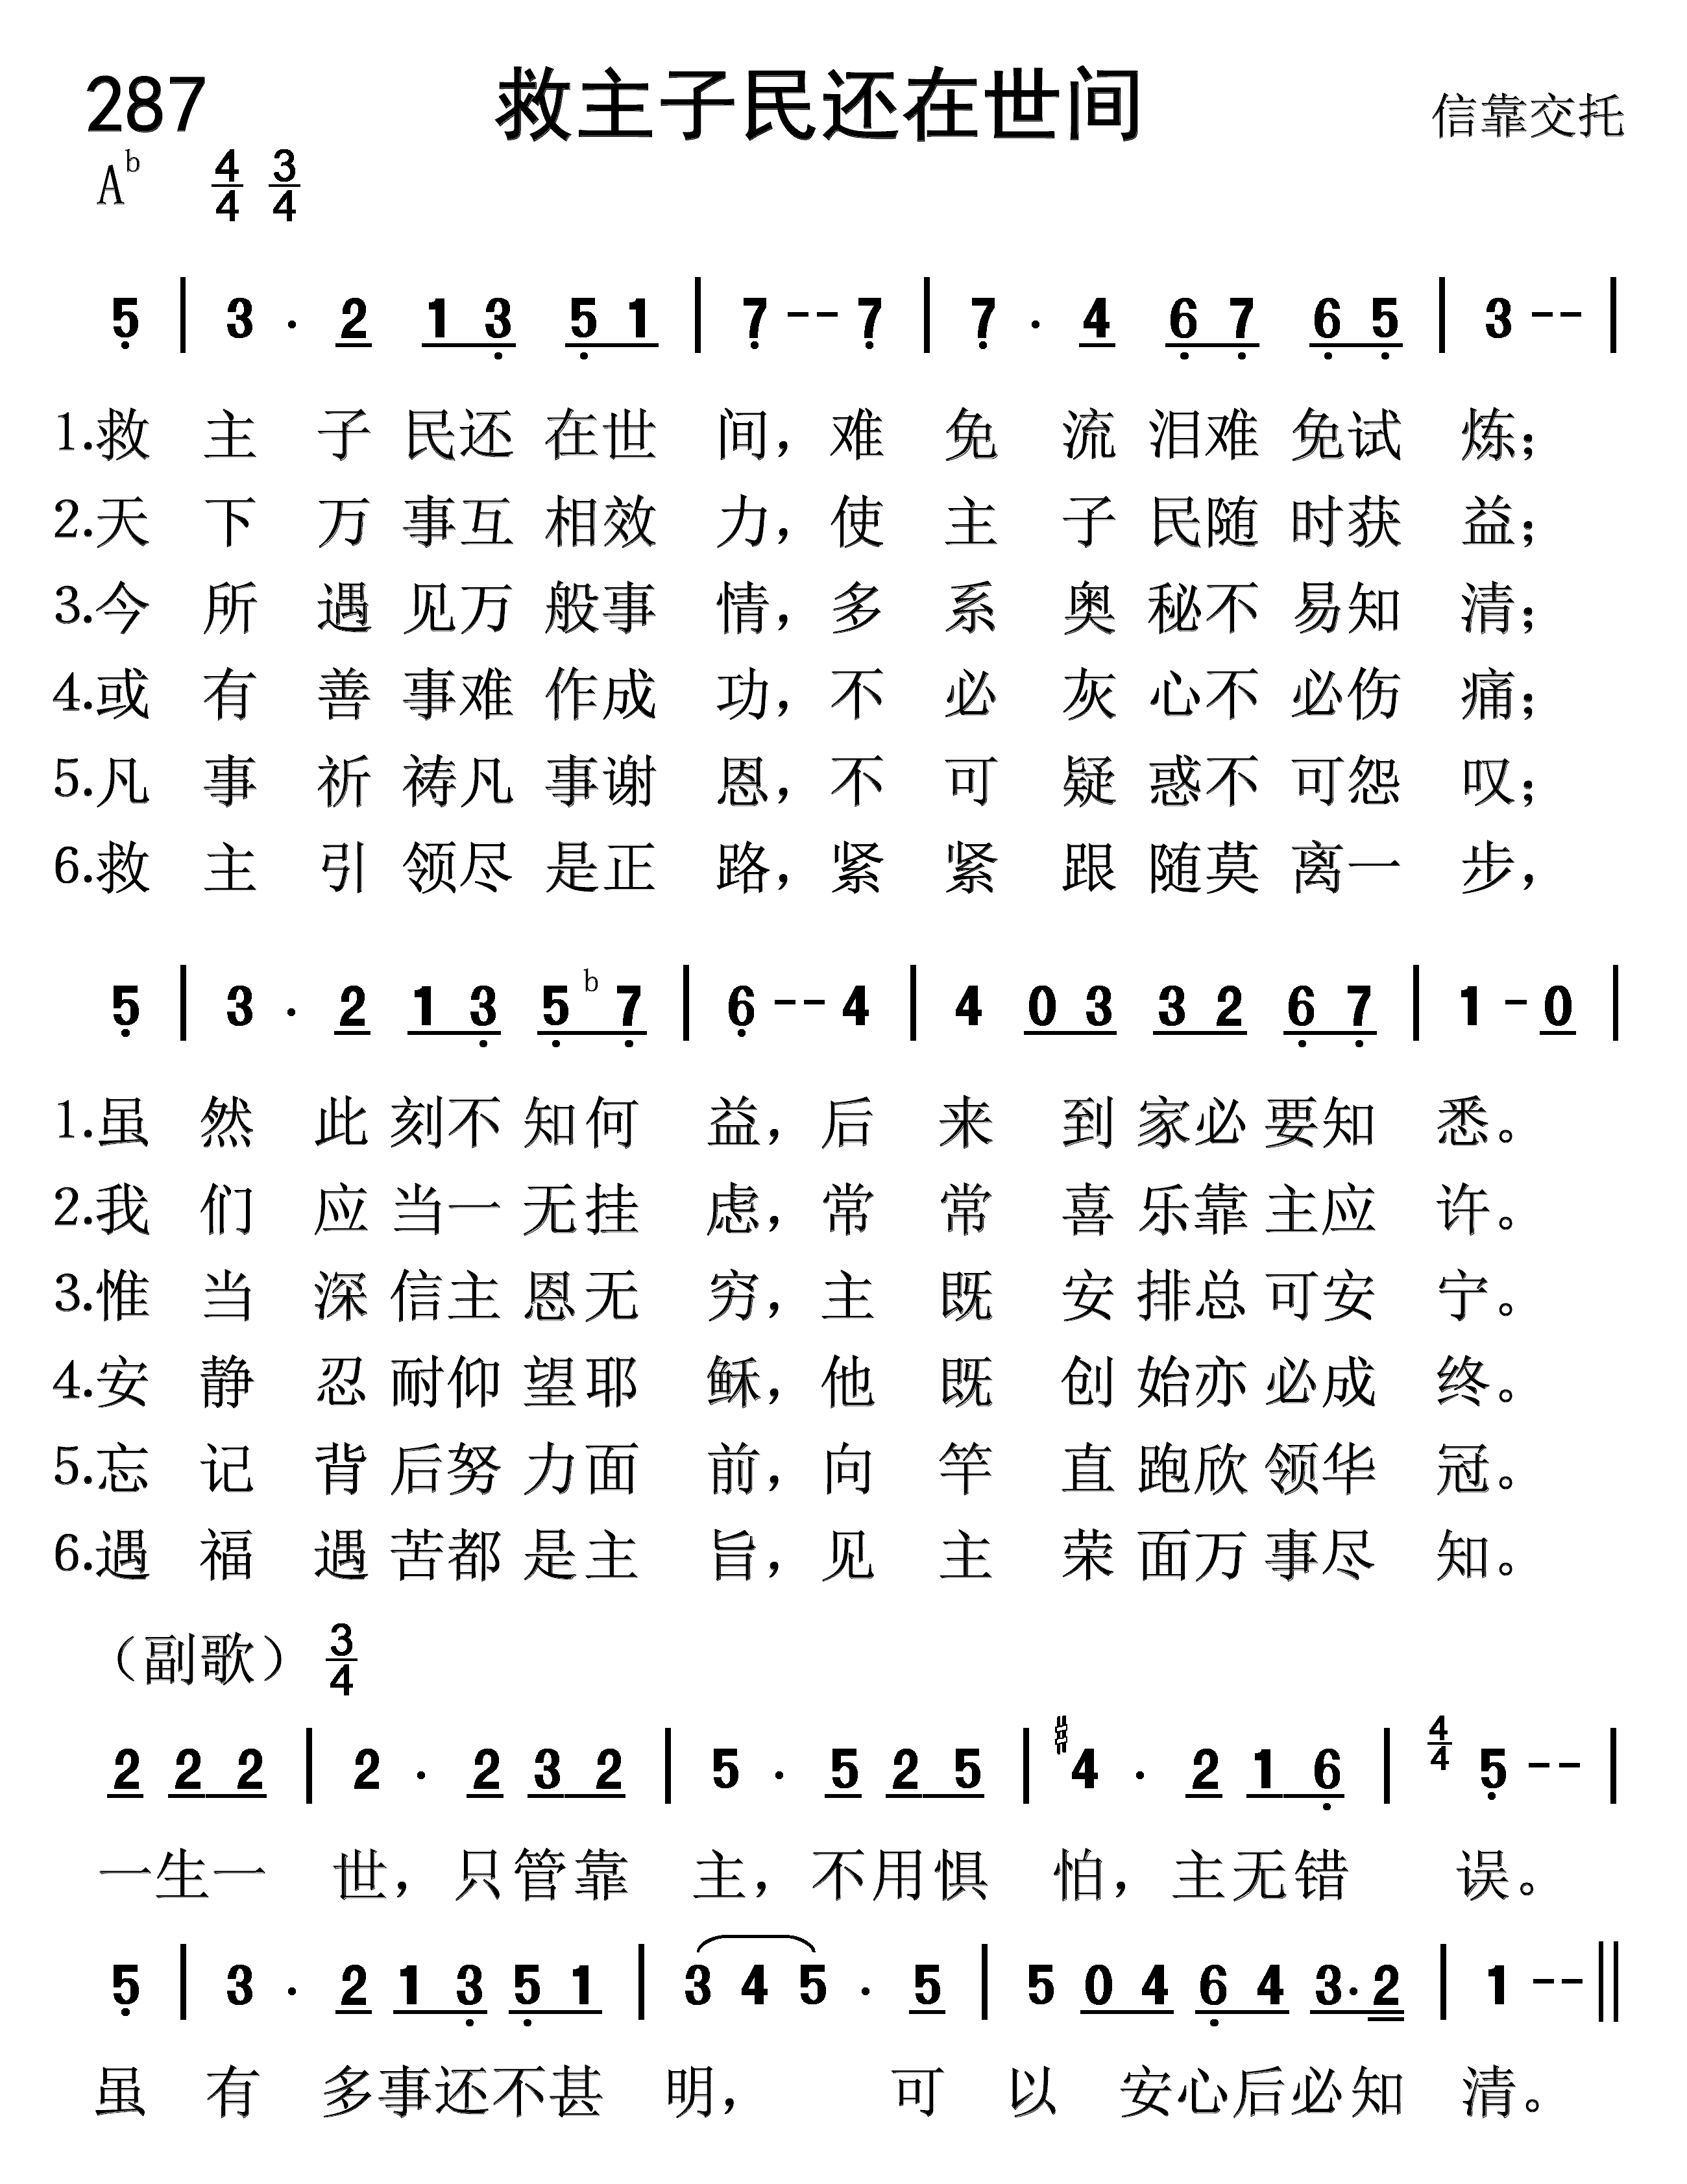 287 救主子民还在世间 信靠交托
A♭ 4/4 3/4
5 | 3 . 2 1 3 5 1 | 7 - - 7 | 7 . 4 6 7 6 5 | 3 - - |
1.救主子民还在世间，难免流泪难免试炼；
2.天下万事互相效力，使主子民随时获益；
3.今所遇见万般事情，多系奥秘不易知清；
4.或有善事难作成功，不必灰心不必伤痛；
5.凡事祈祷凡事谢恩，不可疑惑不可怨叹；
6.救主引领尽是正路，紧紧跟随莫离一步，
5 | 3 . 2 1 3 5 ♭7 | 6 - - 4 | 4 0 3 3 2 6 7 | 1 - 0 |
1.虽然此刻不知何益，后来到家必要知悉。
2.我们应当一无挂虑，常常喜乐靠主应许。
3.惟当深信主恩无穷，主既安排总可安宁。
4.安静忍耐仰望耶稣，他既创始亦必成终。
5.忘记背后努力面前，向竿直跑欣领华冠。
6.遇福遇苦都是主旨，见主荣面万事尽知。
（副歌） 3/4
2 2 2 | 2 . 2 3 2 | 5 . 5 2 5 | #4 . 2 1 6 | 4/4 5 - - |
一生一世，只管靠主，不用惧怕，主无错误。
5 | 3 . 2 1 3 5 1 | 3 4 5 . 5 | 5 0 4 6 4 3. 2 | 1 - - ||
虽有多事还不甚明，可以安心后必知清。